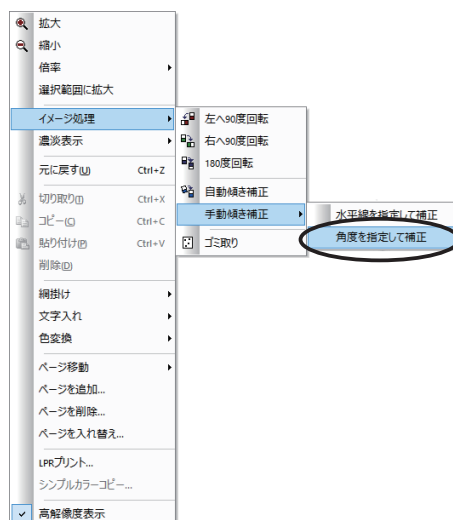 拡大
縮小
倍率
選択範囲に拡大
イメージ処理
濃淡表示
元に戻す(U) Ctrl+Z
切り取り(T) Ctrl+X
コピー(C) Ctrl+C
貼り付け(P) Ctrl+V
削除(D)
網掛け
文字入れ
色変換
ページ移動
ページを追加...
ページを削除...
ページを入れ替え...
LPRプリント...
シンプルカラーコピー...
高解像度表示
左へ90度回転
右へ90度回転
180度回転
自動傾き補正
手動傾き補正
ゴミ取り
水平線を指定して補正
角度を指定して補正